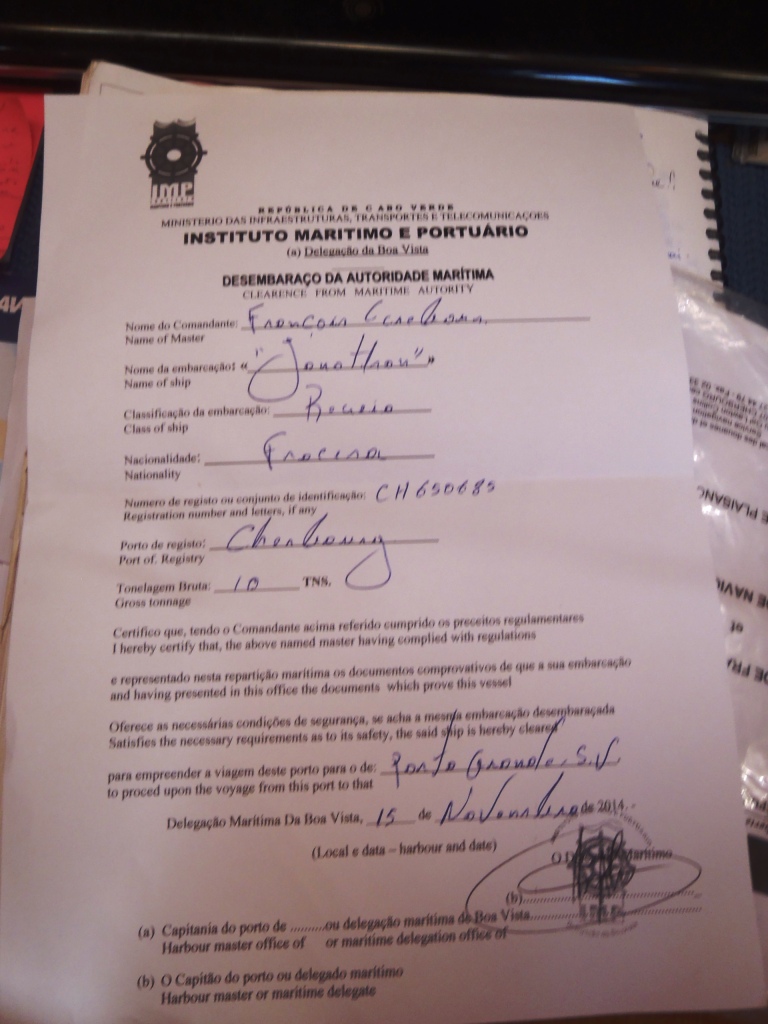 IMP
REPÚBLICA DE CABO VERDE
MINISTERIO DAS INFRAESTRUTURAS, TRANSPORTES E TELECOMUNICAÇOES
INSTITUTO MARITIMO E PORTUÁRIO
(a) Delegação da Boa Vista
DESEMBARAÇO DA AUTORIDADE MARÍTIMA
CLEARENCE FROM MARITIME AUTORITY
Nome do Comandante: Francois
Name of Master
Nome da embarcação: « "Jonathan" »
Name of ship
Classificação da embarcação: Recreio
Class of ship
Nacionalidade: Francesa
Nationality
Numero de registo ou conjunto de identificação: CH650685
Registration number and letters, if any
Porto de registo: Cherbourg
Port of. Registry
Tonelagem Bruta: 10 TNS.
Gross tonnage
Certifico que, tendo o Comandante acima referido cumprido os preceitos regulamentares
I hereby certify that, the above named master having complied with regulations
e representado nesta repartição marítima os documentos comprovativos de que a sua embarcação
and having presented in this office the documents which prove this vessel
Oferece as necessárias condições de segurança, se acha a mesma embarcação desembaraçada
Satisfies the necessary requirements as to its safety, the said ship is hereby cleared
para empreender a viagem deste porto para o de: Porto Grande, S.V
to proced upon the voyage from this port to that
Delegação Marítima Da Boa Vista, 15 de Novembro de 2014.
(Local e data – harbour and date)
O Marítimo
(b)
(a) Capitania do porto de .........ou delegação marítima de Boa Vista
Harbour master office of or maritime delegation of
(b) O Capitão do porto ou delegado marítimo
Harbour master or maritime delegate